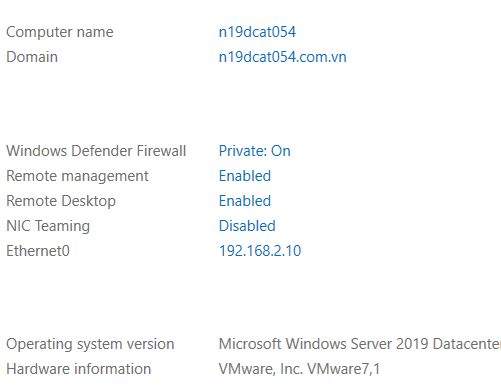 Computer name n19dcat054
Domain n19dcat054.com.vn
Windows Defender Firewall Private: On
Remote management Enabled
Remote Desktop Enabled
NIC Teaming Disabled
Ethernet0 192.168.2.10
Operating system version Microsoft Windows Server 2019 Datacenter
Hardware information VMware, Inc. VMware7,1